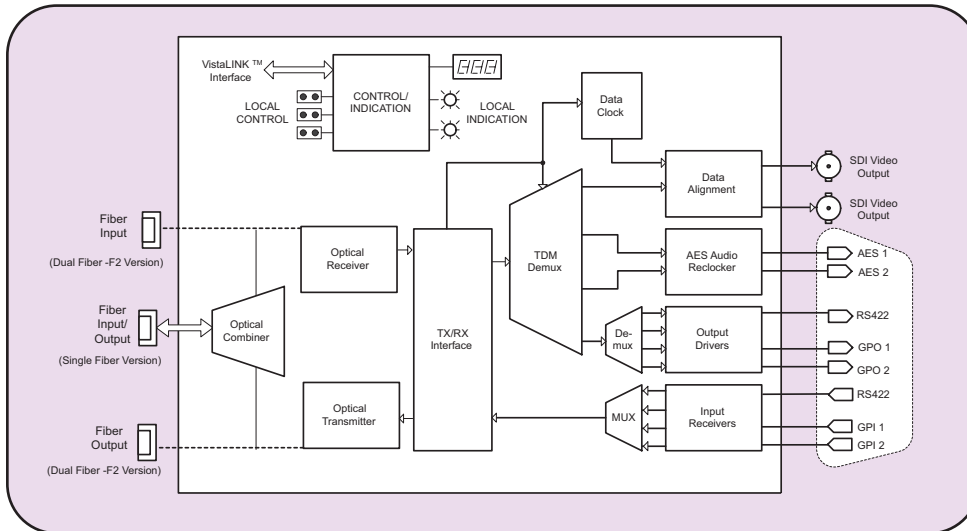 VistaLINK ™
Interface
LOCAL
CONTROL
CONTROL/
INDICATION
LOCAL
INDICATION
Data
Clock
Data
Alignment
SDI Video
Output
SDI Video
Output
Fiber
Input
(Dual Fiber -F2 Version)
Optical
Receiver
TDM
Demux
AES Audio
Reclocker
AES 1
AES 2
Fiber
Input/
Output
(Single Fiber Version)
Optical
Combiner
TX/RX
Interface
De-
mux
Output
Drivers
RS422
GPO 1
GPO 2
Optical
Transmitter
MUX
Input
Receivers
RS422
GPI 1
GPI 2
Fiber
Output
(Dual Fiber -F2 Version)